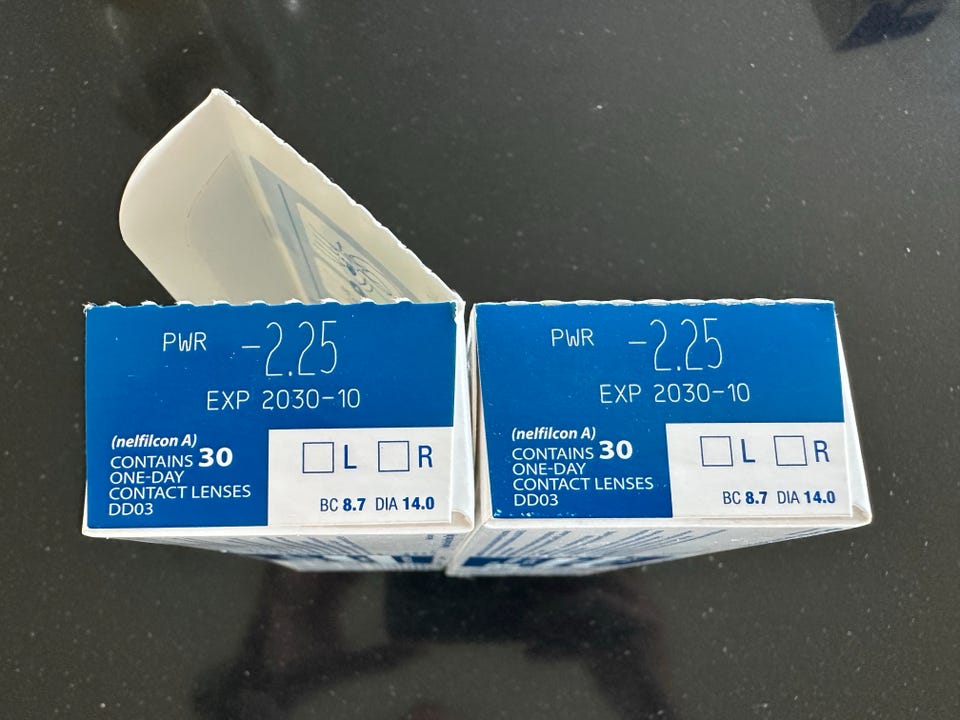 PWR -2.25
EXP 2030-10
(nelfilcon A)
CONTAINS 30
ONE-DAY
CONTACT LENSES
DD03
L R
BC 8.7 DIA 14.0
PWR -2.25
EXP 2030-10
(nelfilcon A)
CONTAINS 30
ONE-DAY
CONTACT LENSES
DD03
L R
BC 8.7 DIA 14.0